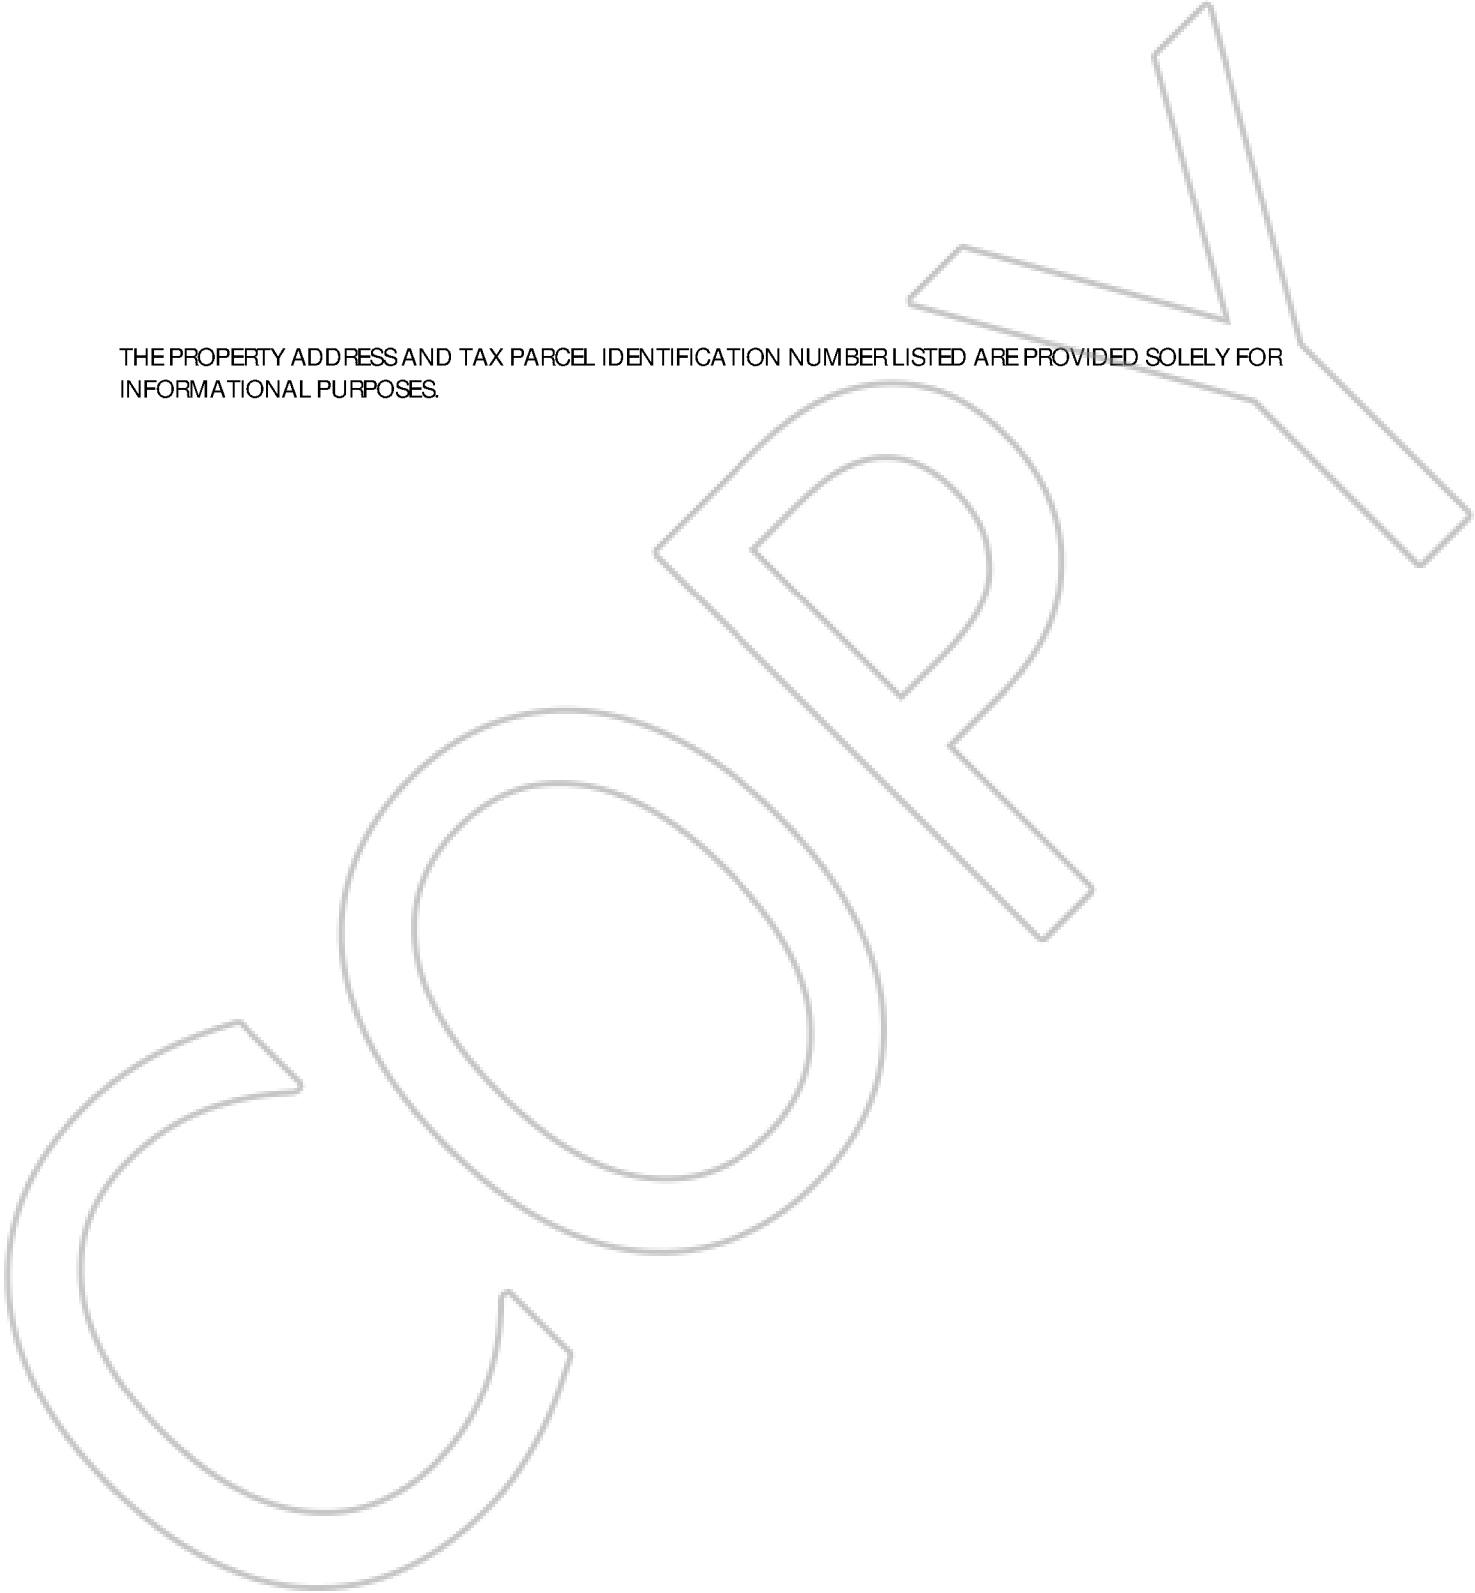 THE PROPERTY ADDRESS AND TAX PARCEL IDENTIFICATION NUMBER LISTED ARE PROVIDED SOLELY FOR
INFORMATIONAL PURPOSES.
COPY